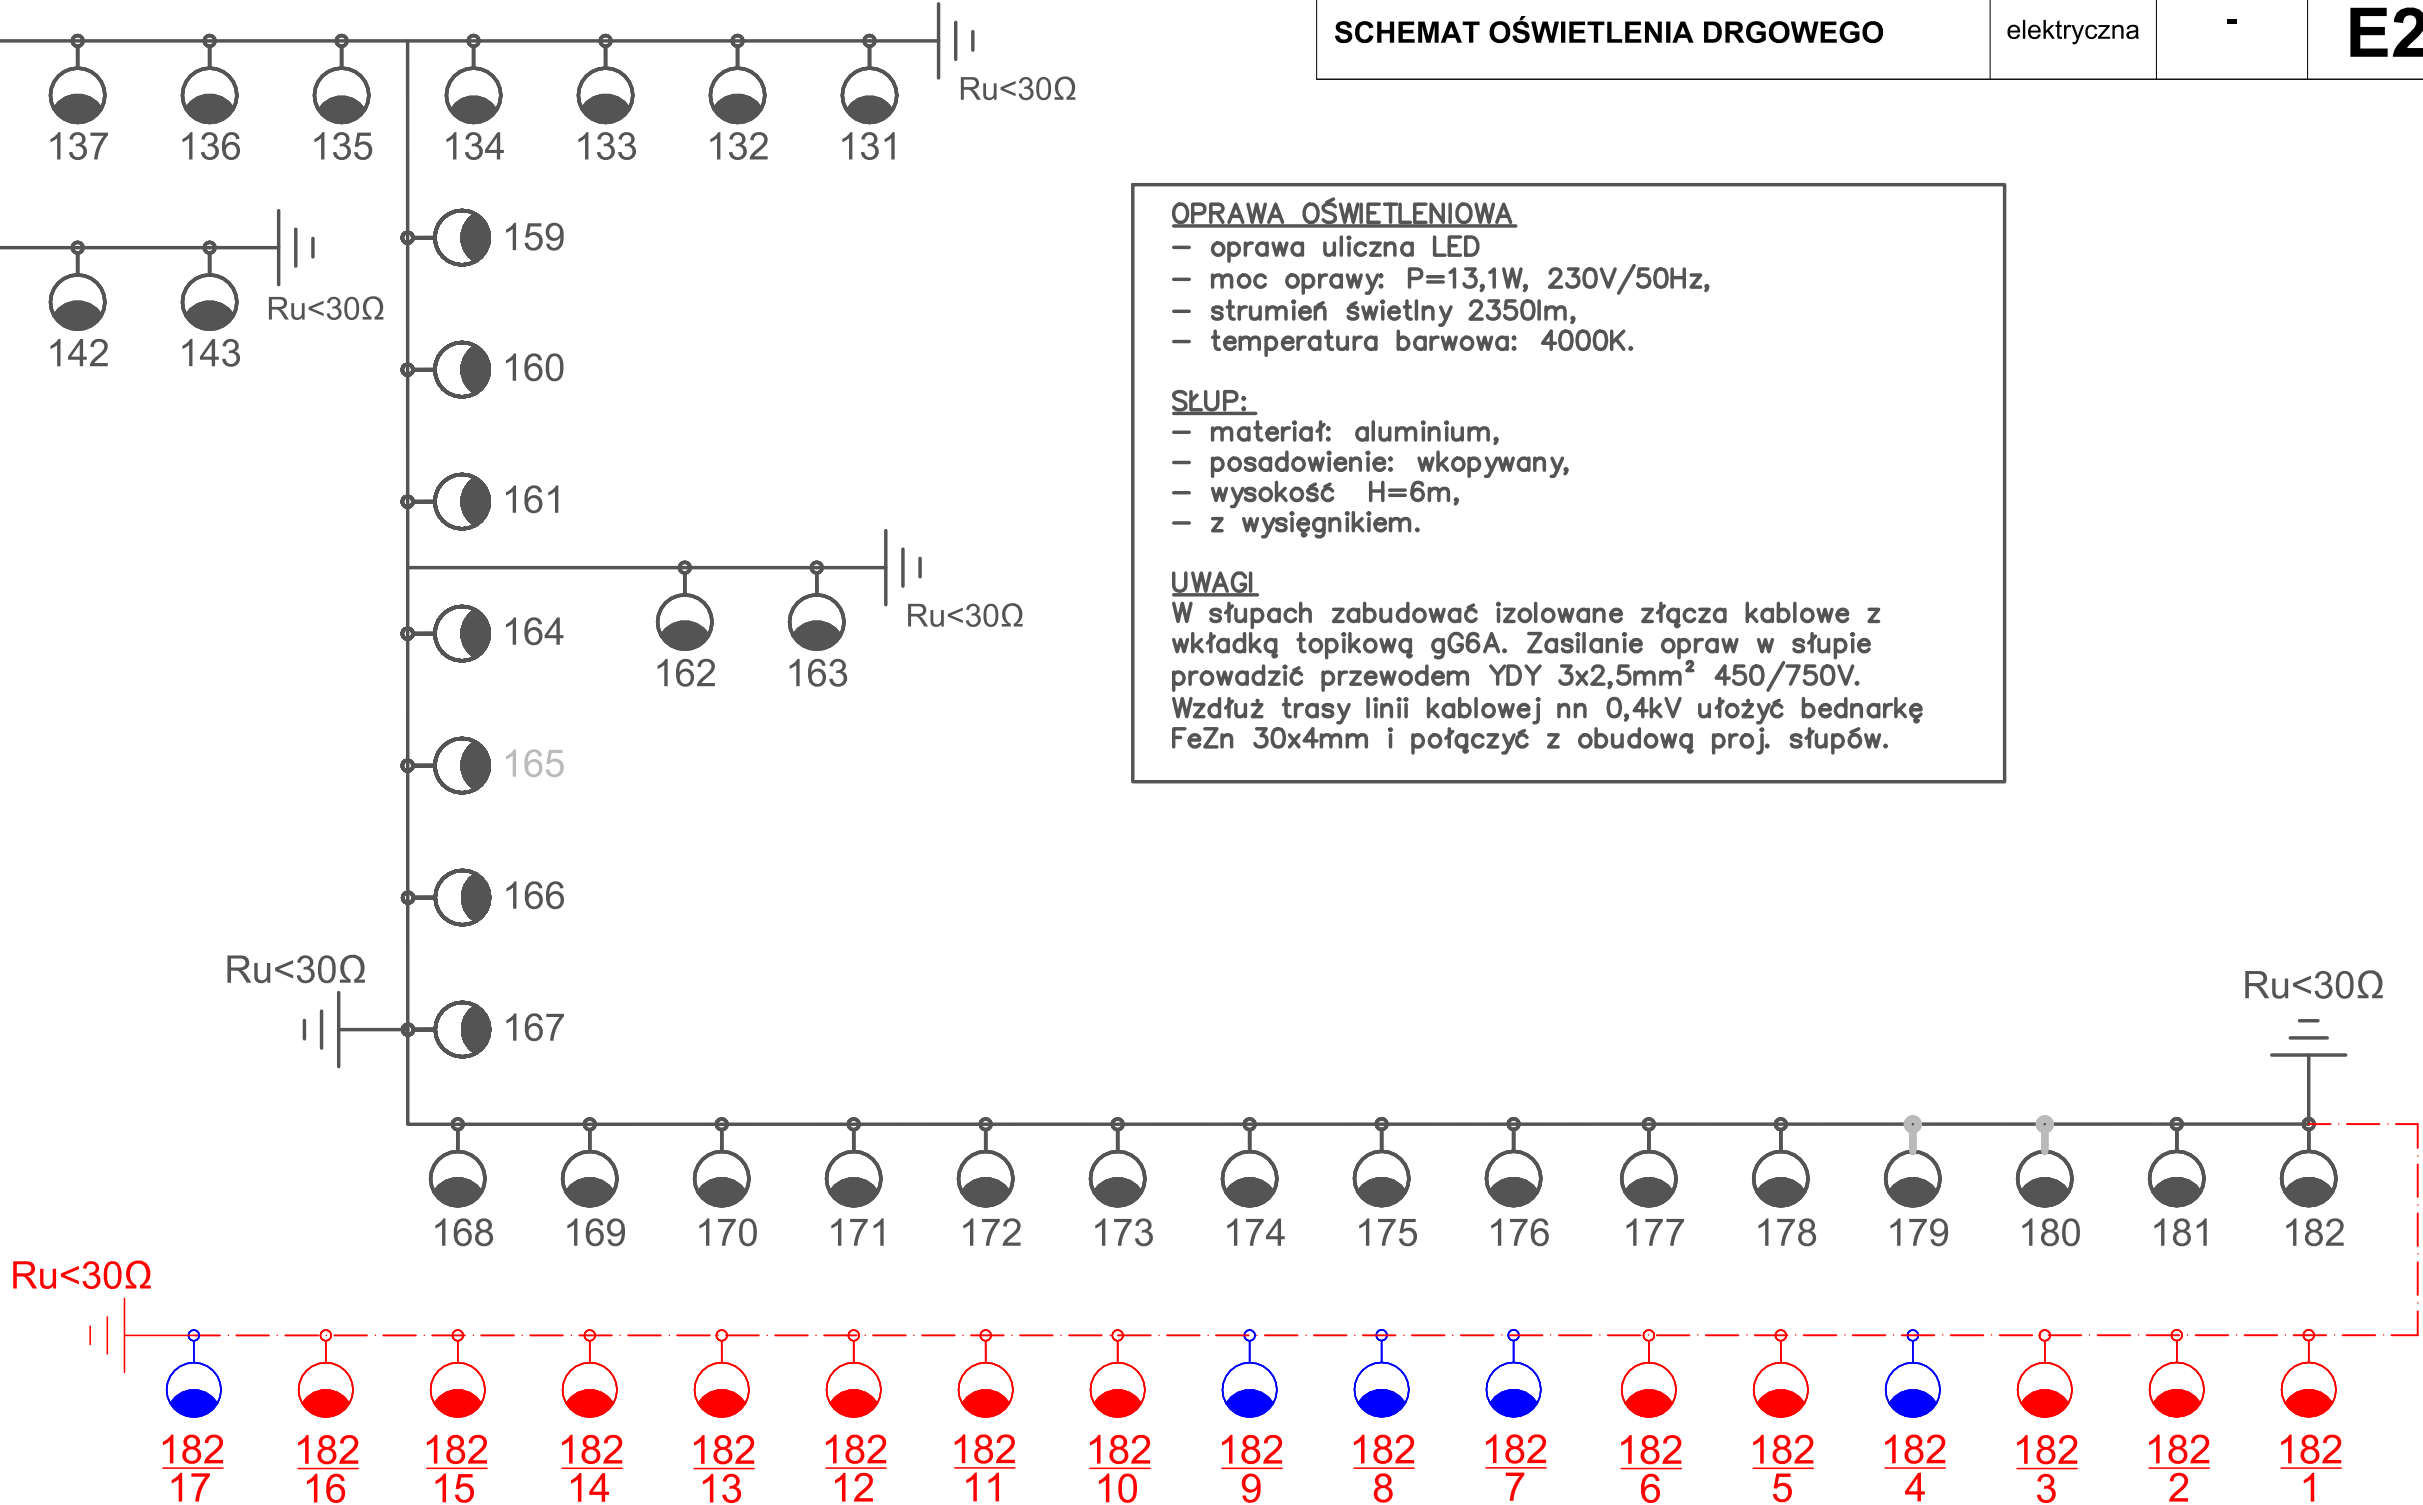 SCHEMAT OŚWIETLENIA DRGOWEGO
elektryczna
-
E2
Ru<30Ω
137 136 135 134 133 132 131
159
Ru<30Ω
142 143
160
161
Ru<30Ω
164
162 163
165
166
Ru<30Ω
167
OPRAWA OŚWIETLENIOWA
– oprawa uliczna LED
– moc oprawy: P=13,1W, 230V/50Hz,
– strumień świetlny 2350lm,
– temperatura barwowa: 4000K.
SŁUP:
– materiał: aluminium,
– posadowienie: wkopywany,
– wysokość H=6m,
– z wysięgnikiem.
UWAGI
W słupach zabudować izolowane złącza kablowe z
wkładką topikową gG6A. Zasilanie opraw w słupie
prowadzić przewodem YDY 3x2,5mm² 450/750V.
Wzdłuż trasy linii kablowej nn 0,4kV ułożyć bednarkę
FeZn 30x4mm i połączyć z obudową proj. słupów.
Ru<30Ω
168 169 170 171 172 173 174 175 176 177 178 179 180 181 182
Ru<30Ω
182 182 182 182 182 182 182 182 182 182 182 182 182 182 182 182 182
17 16 15 14 13 12 11 10 9 8 7 6 5 4 3 2 1